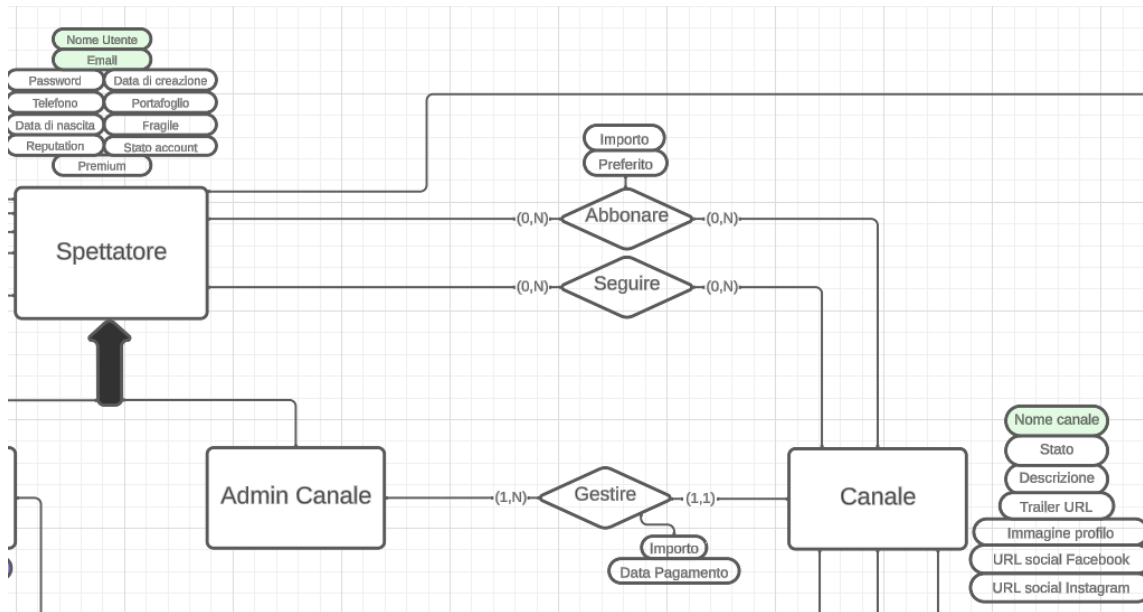 Nome Utente
Email
Password
Data di creazione
Telefono
Portafoglio
Data di nascita
Fragile
Reputation
Stato account
Premium
Spettatore
Importo
Preferito
(0,N)
Abbonare
(0,N)
(0,N)
Seguire
(0,N)
Admin Canale
(1,N)
Gestire
(1,1)
Importo
Data Pagamento
Canale
Nome canale
Stato
Descrizione
Trailer URL
Immagine profilo
URL social Facebook
URL social Instagram